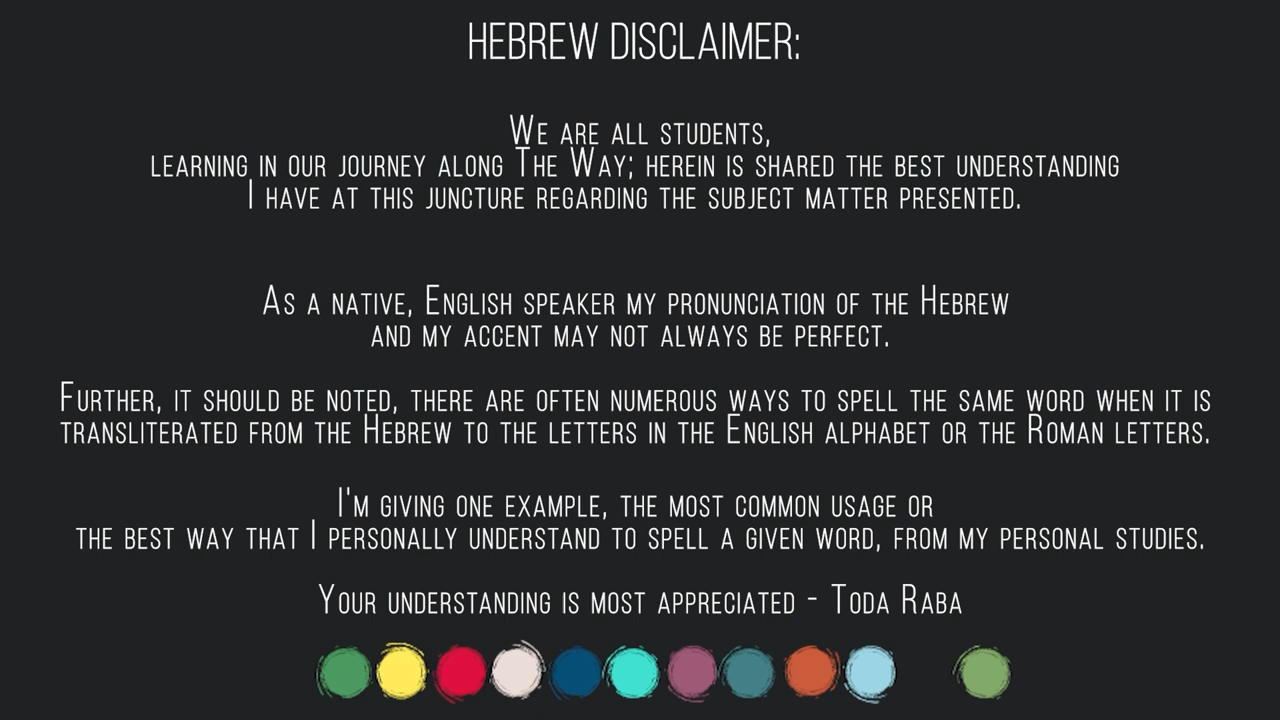 Hebrew Disclaimer:
We are all students,
learning in our journey along The Way; herein is shared the best understanding
I have at this juncture regarding the subject matter presented.
As a native, English speaker my pronunciation of the Hebrew
and my accent may not always be perfect.
Further, it should be noted, there are often numerous ways to spell the same word when it is
transliterated from the Hebrew to the letters in the English alphabet or the Roman letters.
I'm giving one example, the most common usage or
the best way that I personally understand to spell a given word, from my personal studies.
Your understanding is most appreciated - Toda Raba